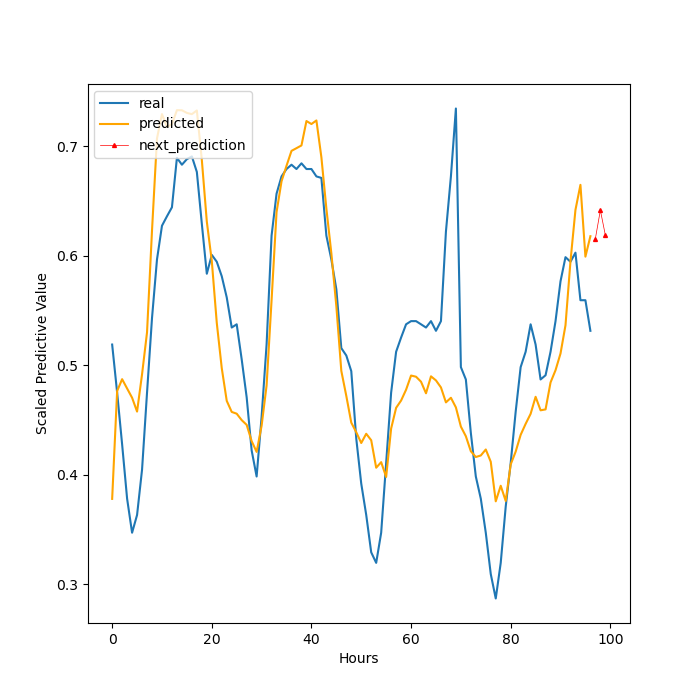 real
predicted
next_prediction
0.7
0.6
0.5
0.4
0.3
Scaled Predictive Value
0 20 40 60 80 100
Hours